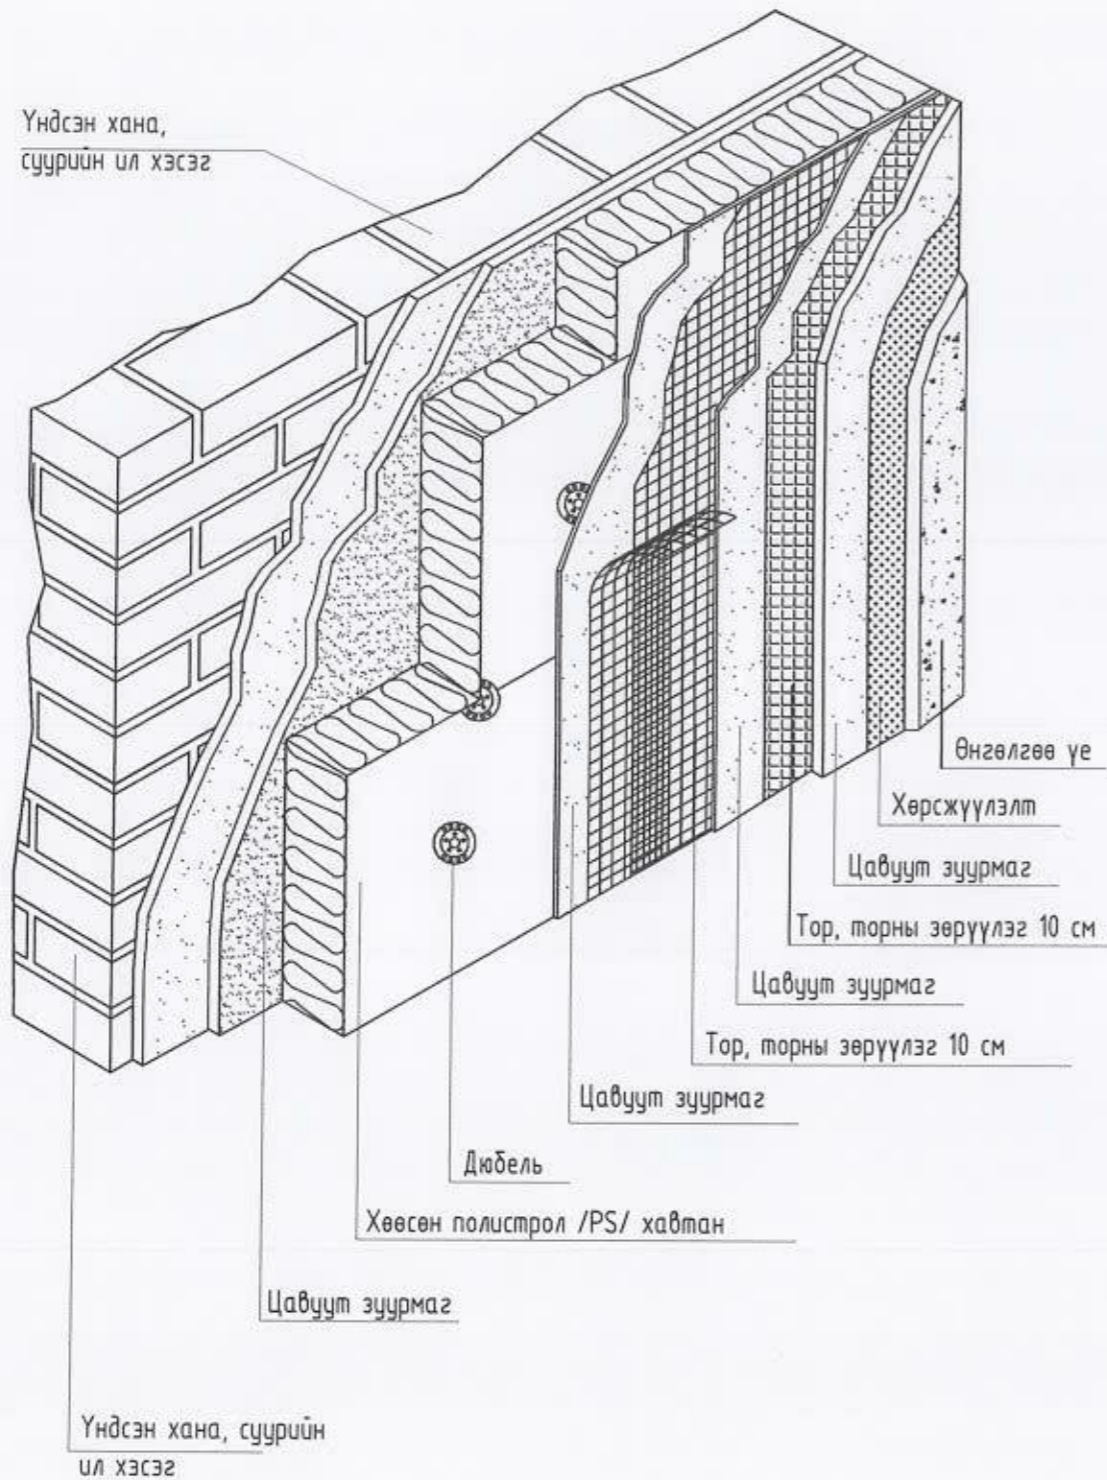 Үндсэн хана,
суурийн ил хэсэг
Өнгөлгөө үе
Хөрсжүүлэлт
Цавуут зуурмаг
Тор, торны зөрүүлэг 10 см
Цавуут зуурмаг
Тор, торны зөрүүлэг 10 см
Цавуут зуурмаг
Дюбель
Хөөсөн полистрол /PS/ хавтан
Цавуут зуурмаг
Үндсэн хана, суурийн
ил хэсэг